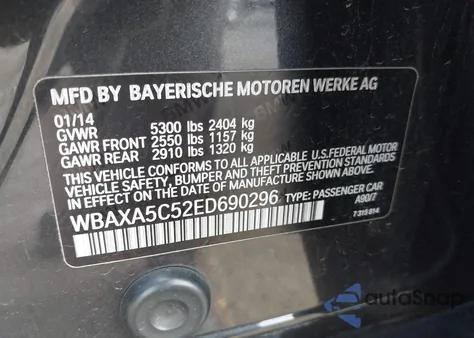 MFD BY BAYERISCHE MOTOREN WERKE AG
01/14
GVWR 5300 lbs 2404 kg
GAWR FRONT 2550 lbs 1157 kg
GAWR REAR 2910 lbs 1320 kg
THIS VEHICLE CONFORMS TO ALL APPLICABLE U.S.FEDERAL MOTOR
VEHICLE SAFETY, BUMPER AND THEFT PREVENTION STANDARDS
IN EFFECT ON THE DATE OF MANUFACTURE SHOWN ABOVE.
WBAXA5C52ED690296 TYPE: PASSENGER CAR
A90/7
7 315 814
autoSnap